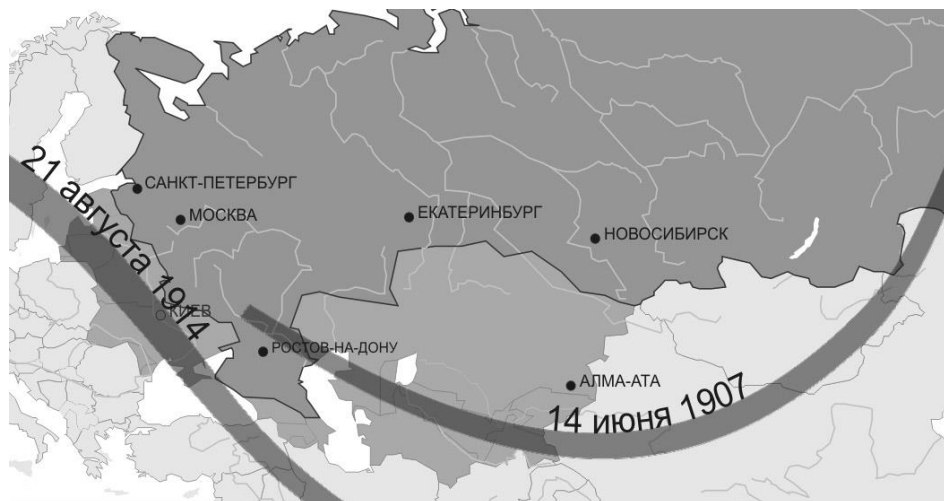 21 августа 1914
САНКТ-ПЕТЕРБУРГ
МОСКВА
ЕКАТЕРИНБУРГ
НОВОСИБИРСК
КИЕВ
РОСТОВ-НА-ДОНУ
АЛМА-АТА
14 июня 1907